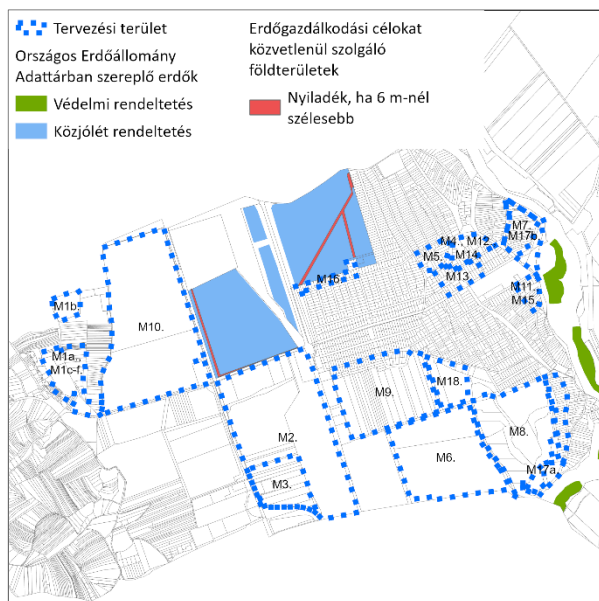 Tervezési terület
Országos Erdőállomány
Adattárban szereplő erdők
Védelmi rendeltetés
Közjólét rendeltetés
Erdőgazdálkodási célokat
közvetlenül szolgáló
földterületek
Nyiladék, ha 6 m-nél
szélesebb
M7.
M17b.
M4.
M12.
M5.
M14.
M13.
M16.
M11.
M15.
M1b.
M10.
M1a.,
M1c-f.
M9.
M18.
M2.
M8.
M6.
M3.
M17a.